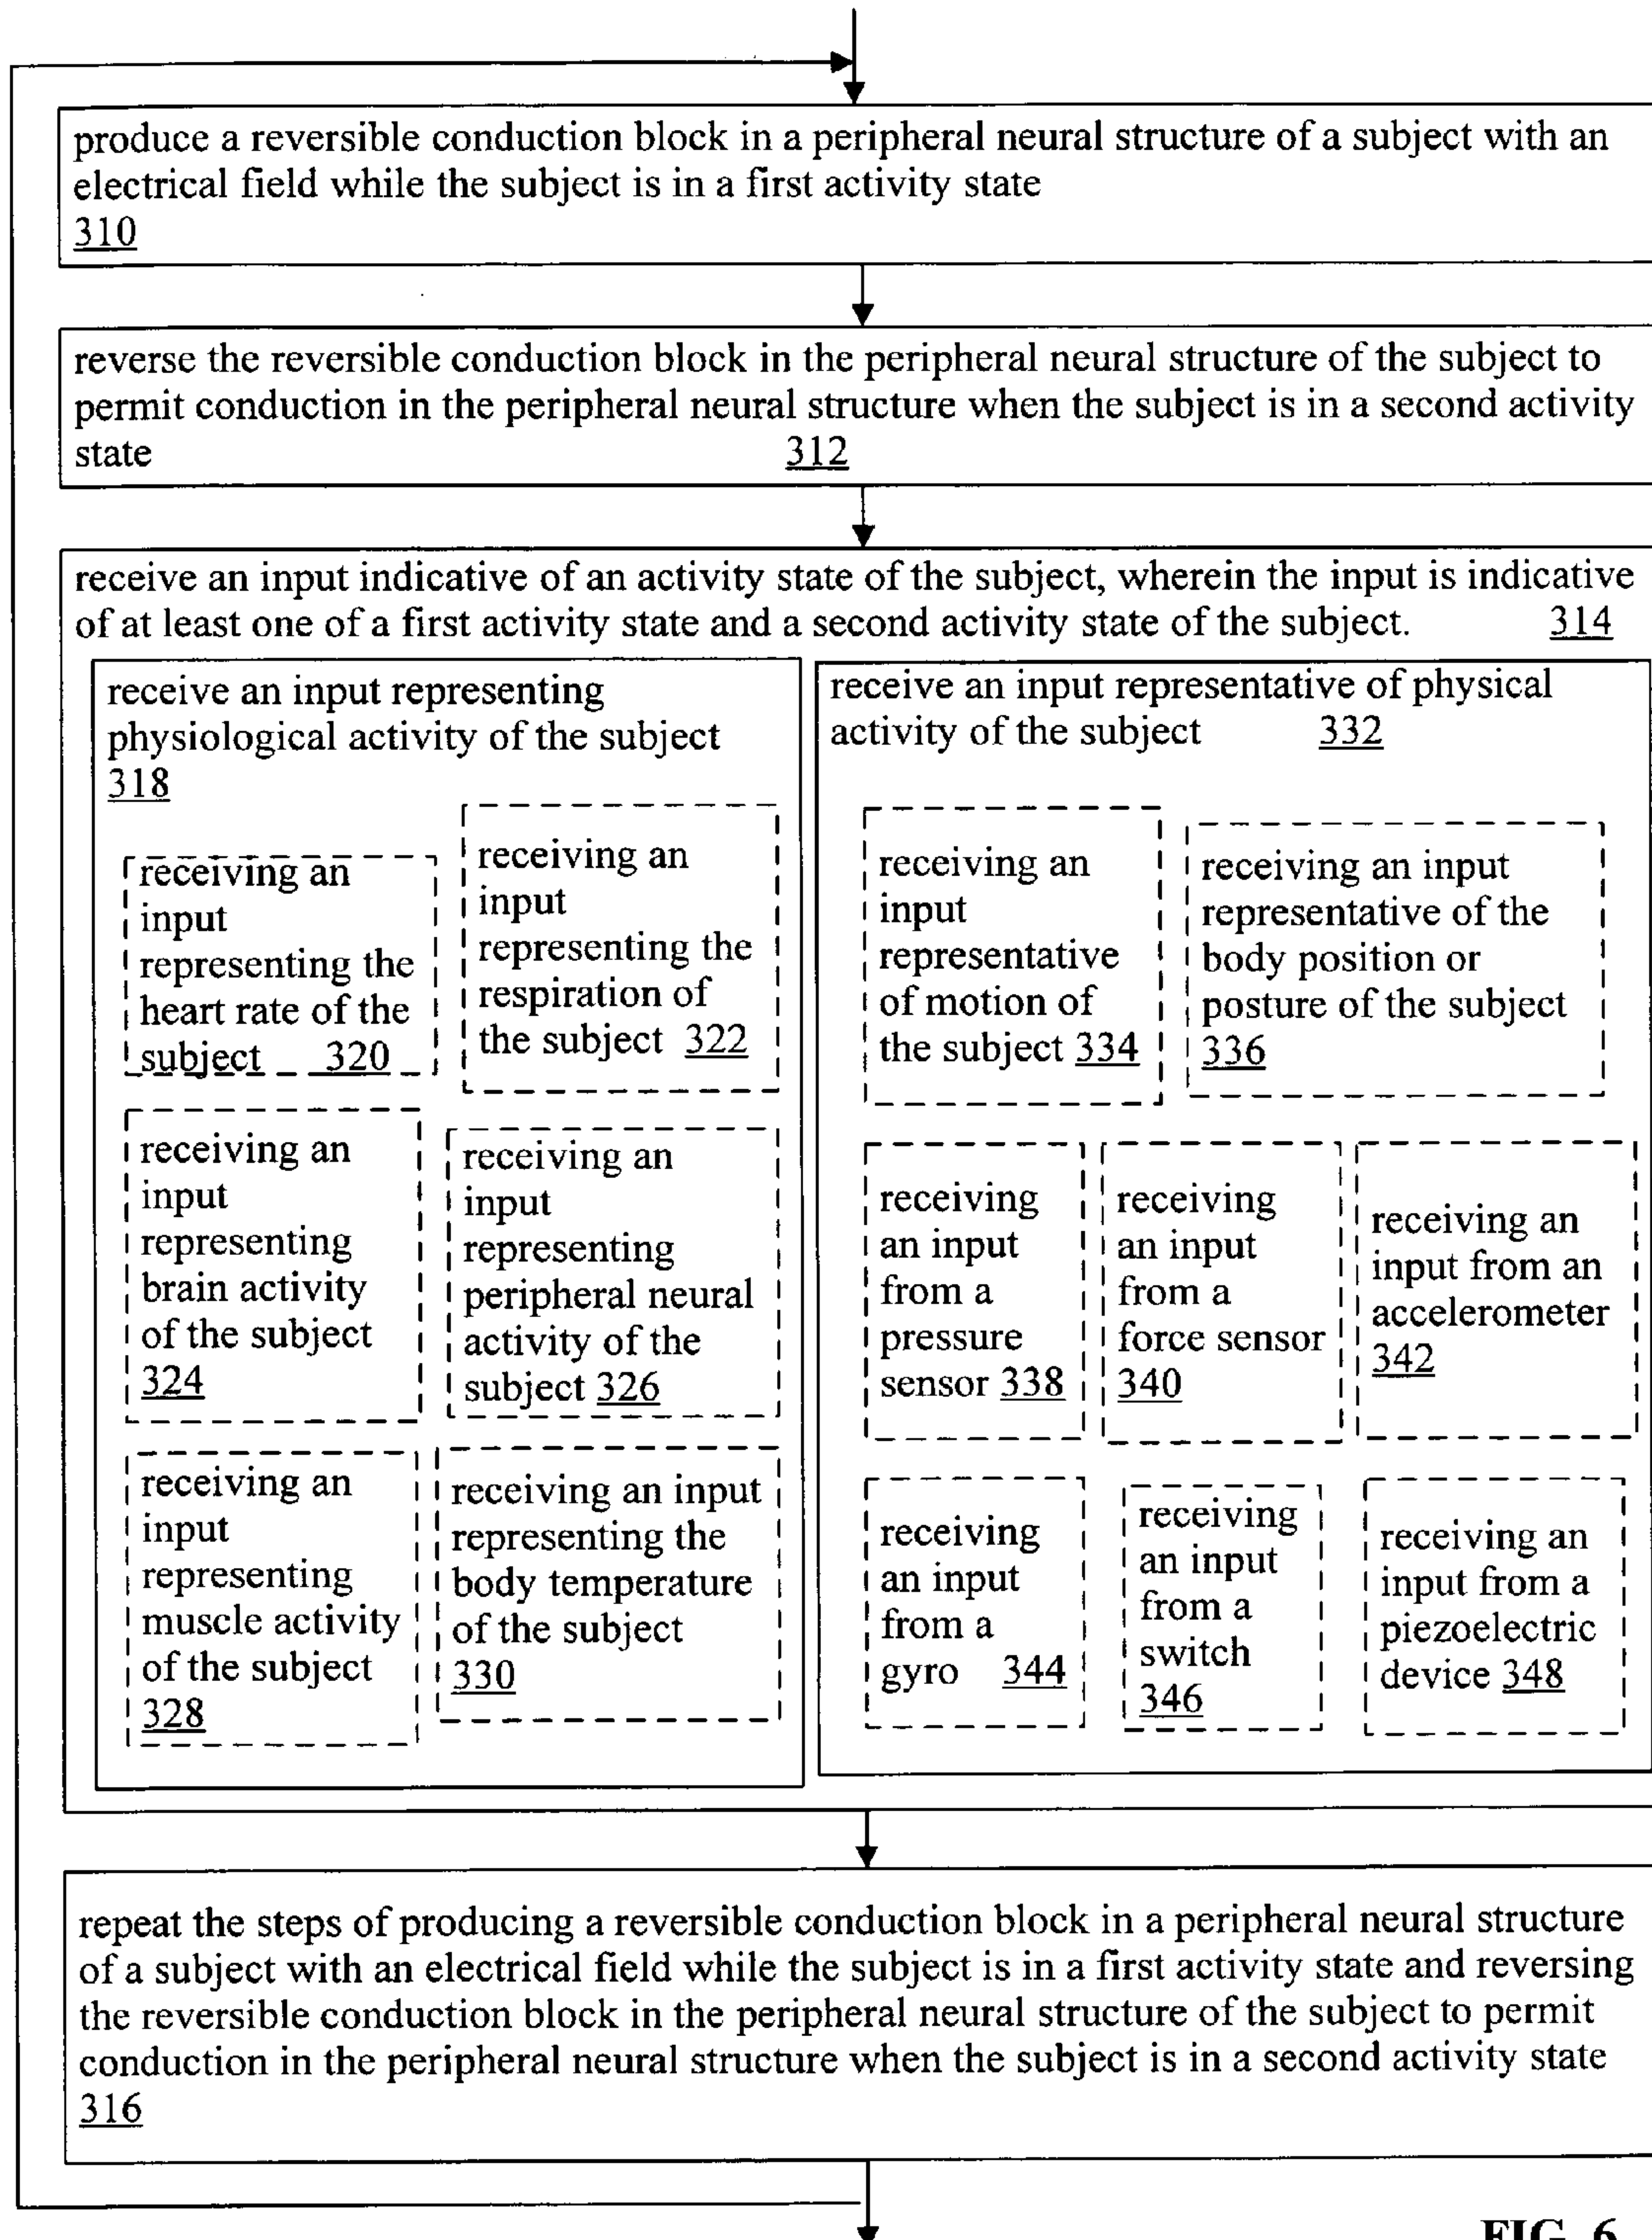 produce a reversible conduction block in a peripheral neural structure of a subject with an
electrical field while the subject is in a first activity state
310
reverse the reversible conduction block in the peripheral neural structure of the subject to
permit conduction in the peripheral neural structure when the subject is in a second activity
state 312
receive an input indicative of an activity state of the subject, wherein the input is indicative
of at least one of a first activity state and a second activity state of the subject. 314
receive an input representing
physiological activity of the subject
318
receiving an
input
representing the
heart rate of the
subject 320
receiving an
input
representing the
respiration of
the subject 322
receiving an
input
representing
brain activity
of the subject
324
receiving an
input
representing
peripheral neural
activity of the
subject 326
receiving an
input
representing
muscle activity
of the subject
328
receiving an input
representing the
body temperature
of the subject
330
receive an input representative of physical
activity of the subject 332
receiving an
input
representative
of motion of
the subject 334
receiving an input
representative of the
body position or
posture of the subject
336
receiving
an input
from a
pressure
sensor 338
receiving
an input
from a
force sensor
340
receiving an
input from an
accelerometer
342
receiving
an input
from a
gyro 344
receiving
an input
from a
switch
346
receiving an
input from a
piezoelectric
device 348
repeat the steps of producing a reversible conduction block in a peripheral neural structure
of a subject with an electrical field while the subject is in a first activity state and reversing
the reversible conduction block in the peripheral neural structure of the subject to permit
conduction in the peripheral neural structure when the subject is in a second activity state
316
FIG. 6